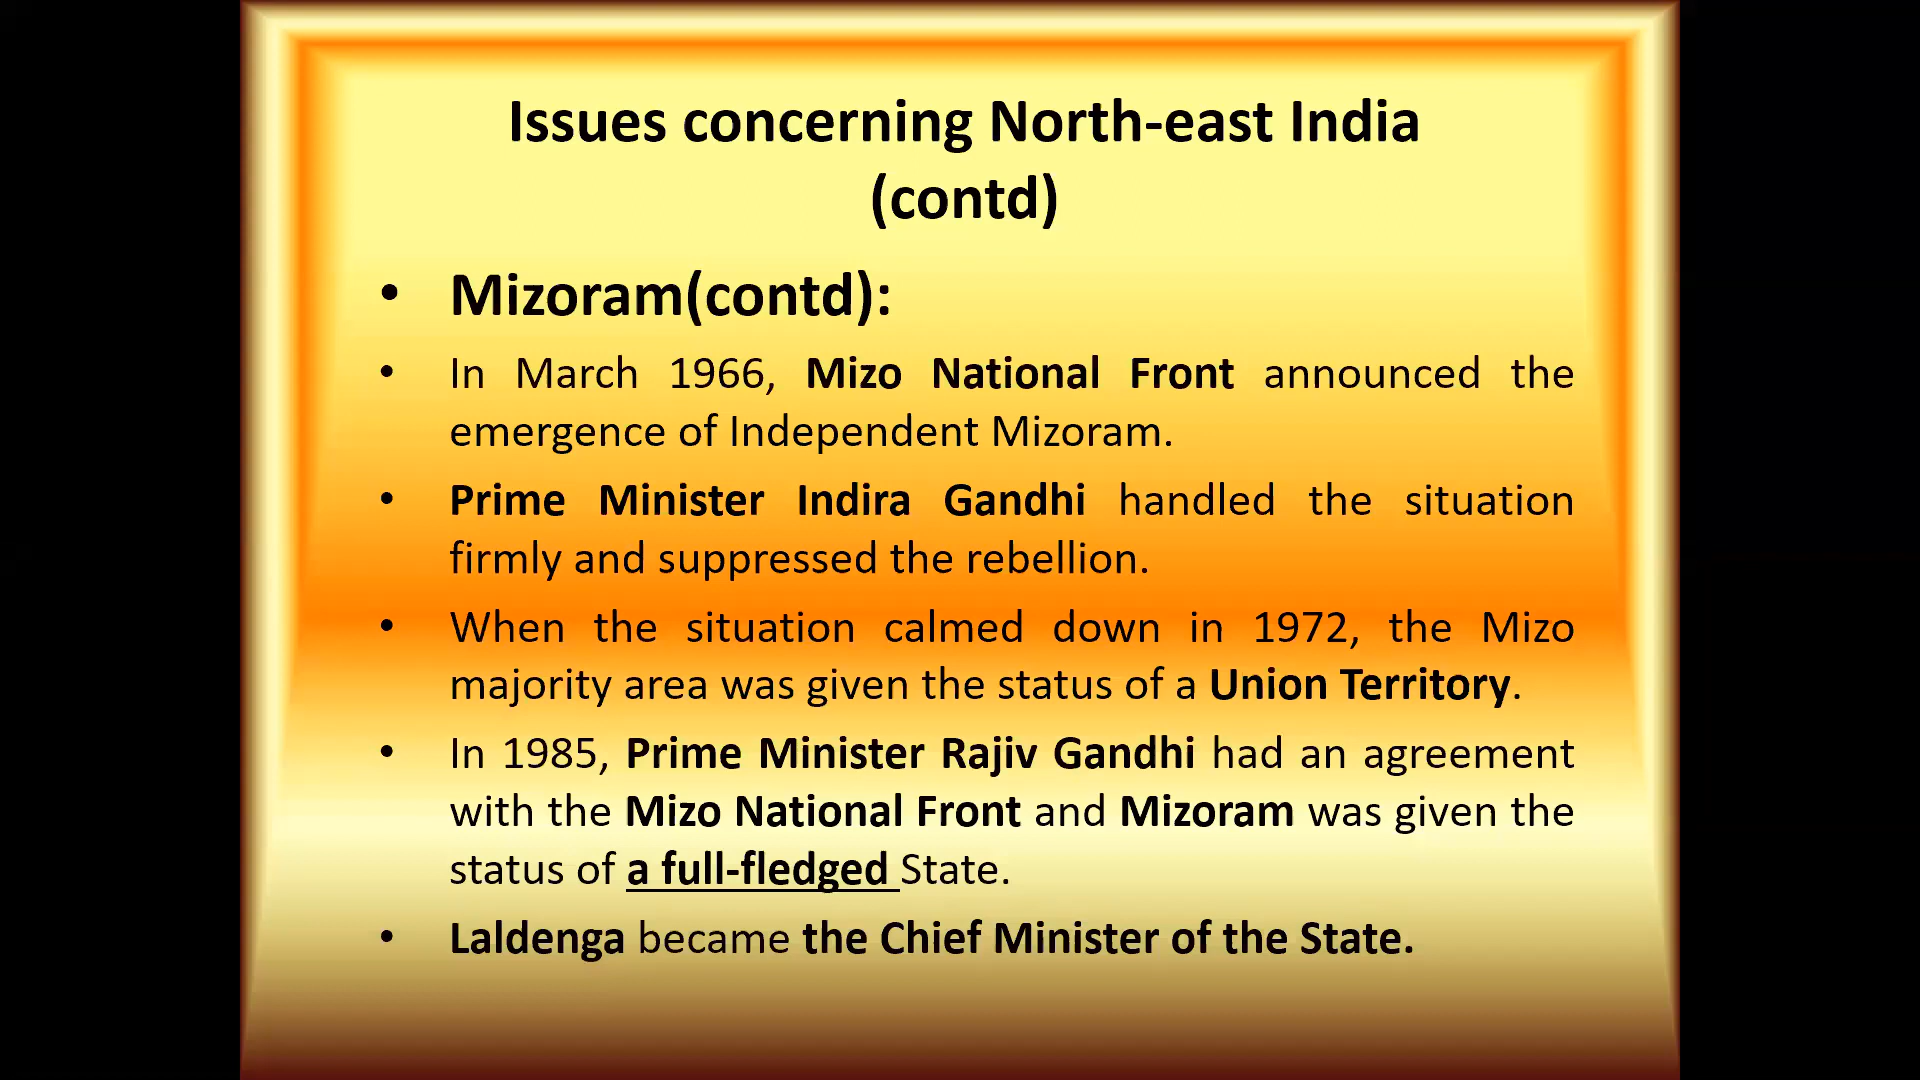 Issues concerning North-east India
(contd)
• Mizoram(contd):
• In March 1966, Mizo National Front announced the
emergence of Independent Mizoram.
• Prime Minister Indira Gandhi handled the situation
firmly and suppressed the rebellion.
• When the situation calmed down in 1972, the Mizo
majority area was given the status of a Union Territory.
• In 1985, Prime Minister Rajiv Gandhi had an agreement
with the Mizo National Front and Mizoram was given the
status of a full-fledged State.
• Laldenga became the Chief Minister of the State.